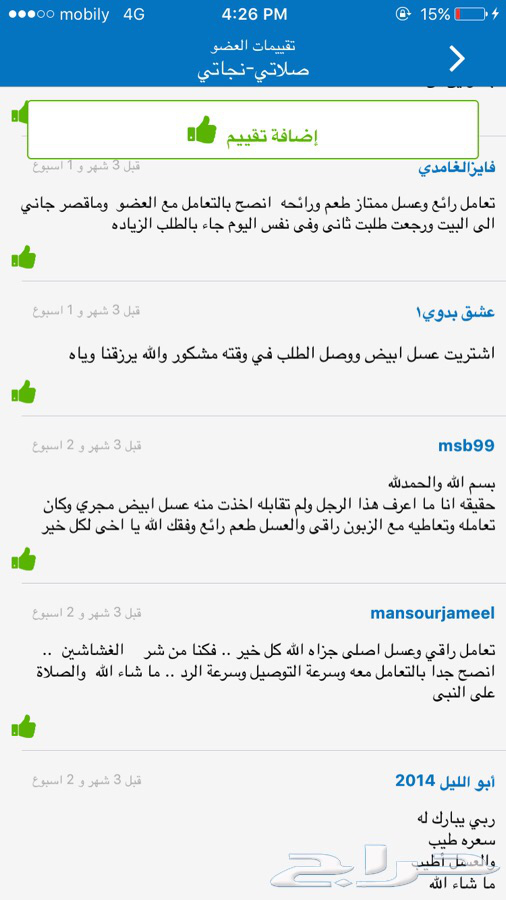 mobily 4G 4:26 PM 15%
تقييمات العضو
صلاتي-نجاتي
إضافة تقييم
فايزالغامدي قبل 3 شهر و 1 اسبوع
تعامل رائع وعسل ممتاز طعم ورائحه انصح بالتعامل مع العضو وماقصر جاني
الى البيت ورجعت طلبت ثانى وفى نفس اليوم جاء بالطلب الزياده
عشق بدوي١ قبل 3 شهر و 1 اسبوع
اشتريت عسل ابيض ووصل الطلب في وقته مشكور والله يرزقنا وياه
msb99 قبل 3 شهر و 2 اسبوع
بسم الله والحمدلله
حقيقه انا ما اعرف هذا الرجل ولم تقابله اخذت منه عسل ابيض مجري وكان
تعامله وتعاطيه مع الزبون راقى والعسل طعم رائع وفقك الله يا اخى لكل خير
mansourjameel قبل 3 شهر و 2 اسبوع
تعامل راقي وعسل اصلى جزاه الله كل خير .. فكنا من شر الغشاشين ..
انصح جدا بالتعامل معه وسرعة التوصيل وسرعة الرد .. ما شاء الله والصلاة
على النبى
أبو الليل 2014 قبل 3 شهر و 2 اسبوع
ربي يبارك له
سعره طيب
والعسل أطيب
ما شاء الله
حراج